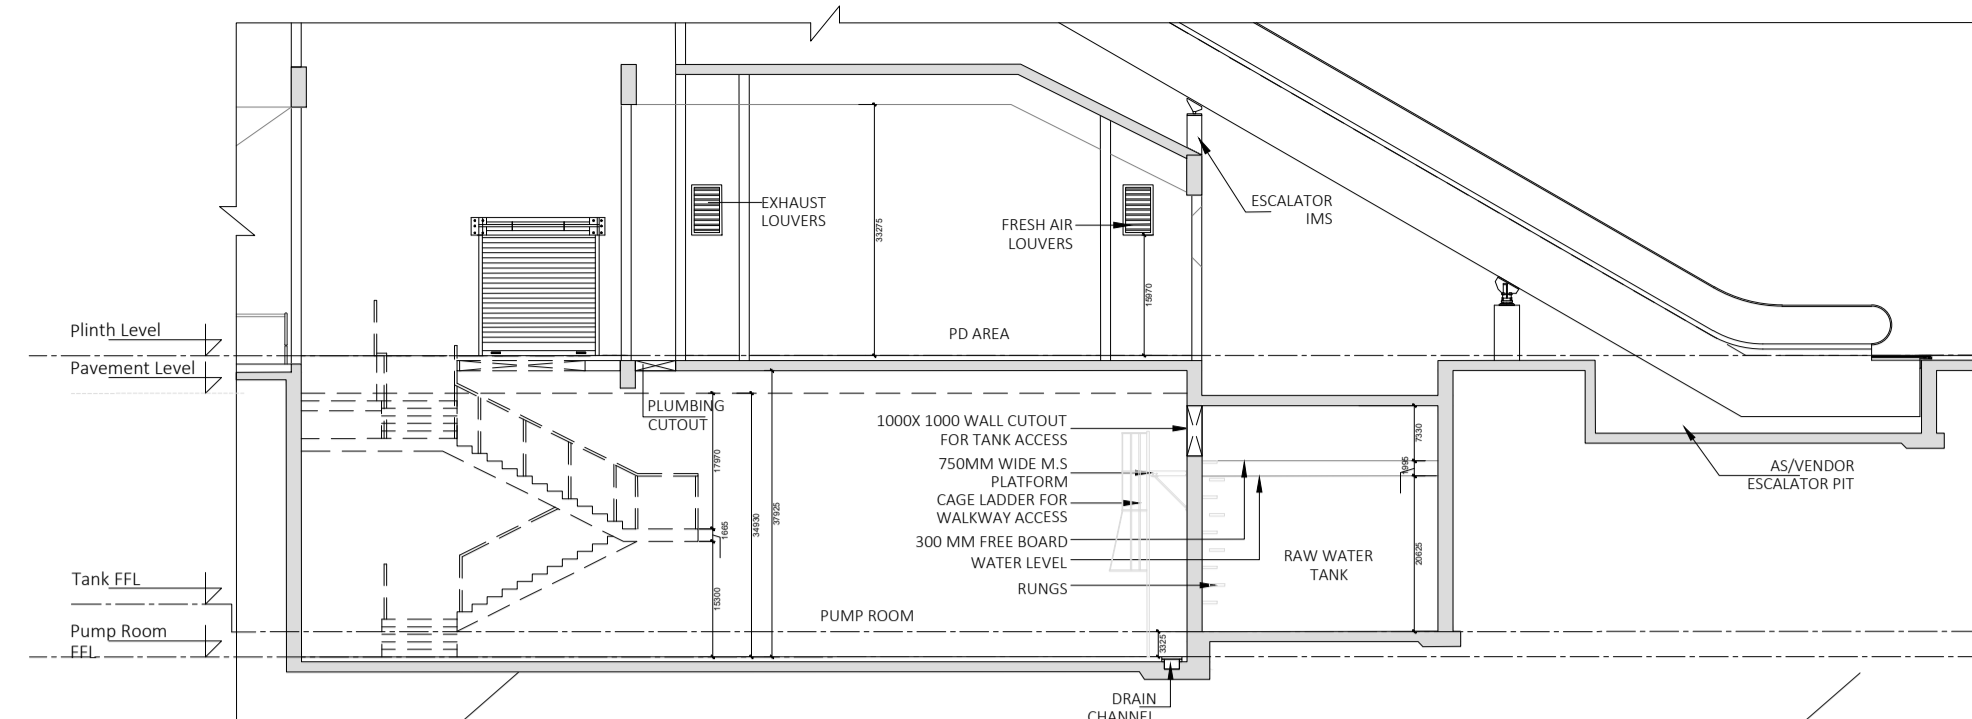 EXHAUST
LOUVERS
33275
FRESH AIR
LOUVERS
15970
ESCALATOR
IMS
PD AREA
Plinth Level
Pavement Level
PLUMBING
CUTOUT
1000X 1000 WALL CUTOUT
FOR TANK ACCESS
750MM WIDE M.S
PLATFORM
CAGE LADDER FOR
WALKWAY ACCESS
300 MM FREE BOARD
WATER LEVEL
RUNGS
17970
1665
34930
37925
15300
7330
1995
20625
RAW WATER
TANK
AS/VENDOR
ESCALATOR PIT
Tank FFL
PUMP ROOM
Pump Room
FFL
3325
DRAIN
CHANNEL